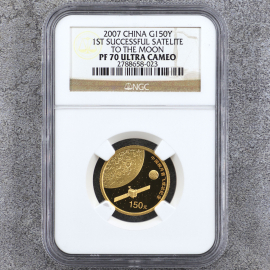 2007 CHINA G150Y
1ST SUCCESSFUL SATELITE
TO THE MOON
PF 70 ULTRA CAMEO
2788658-023
NGC
150元